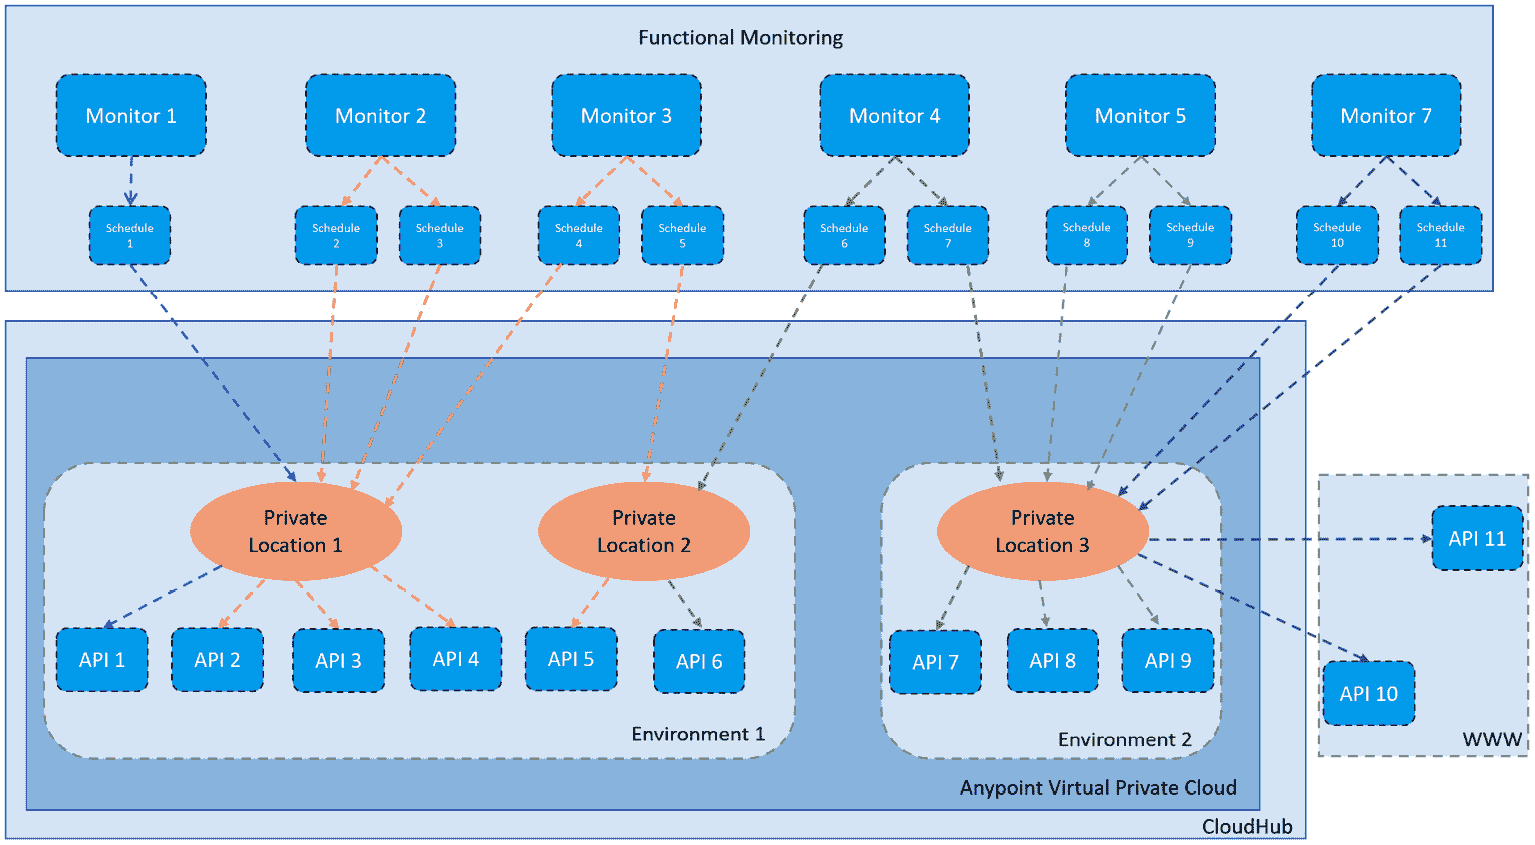 Functional Monitoring
Monitor 1
Monitor 2
Monitor 3
Monitor 4
Monitor 5
Monitor 7
Schedule
1
Schedule
2
Schedule
3
Schedule
4
Schedule
5
Schedule
6
Schedule
7
Schedule
8
Schedule
9
Schedule
10
Schedule
11
Private
Location 1
Private
Location 2
Private
Location 3
API 11
API 1
API 2
API 3
API 4
API 5
API 6
API 7
API 8
API 9
API 10
Environment 1
Environment 2
WWW
Anypoint Virtual Private Cloud
CloudHub